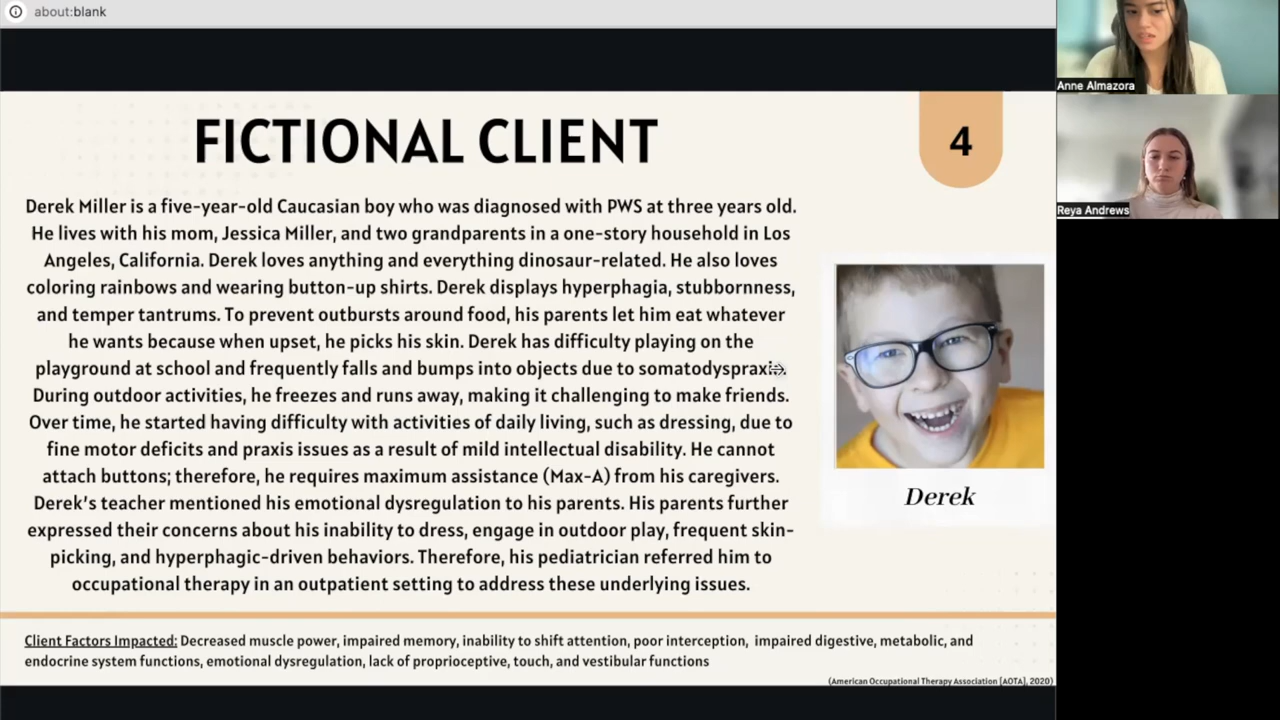 about:blank
FICTIONAL CLIENT
4
Derek Miller is a five-year-old Caucasian boy who was diagnosed with PWS at three years old.
He lives with his mom, Jessica Miller, and two grandparents in a one-story household in Los
Angeles, California. Derek loves anything and everything dinosaur-related. He also loves
coloring rainbows and wearing button-up shirts. Derek displays hyperphagia, stubbornness,
and temper tantrums. To prevent outbursts around food, his parents let him eat whatever
he wants because when upset, he picks his skin. Derek has difficulty playing on the
playground at school and frequently falls and bumps into objects due to somatodyspraxia.
During outdoor activities, he freezes and runs away, making it challenging to make friends.
Over time, he started having difficulty with activities of daily living, such as dressing, due to
fine motor deficits and praxis issues as a result of mild intellectual disability. He cannot
attach buttons; therefore, he requires maximum assistance (Max-A) from his caregivers.
Derek's teacher mentioned his emotional dysregulation to his parents. His parents further
expressed their concerns about his inability to dress, engage in outdoor play, frequent skin-
picking, and hyperphagic-driven behaviors. Therefore, his pediatrician referred him to
occupational therapy in an outpatient setting to address these underlying issues.
Derek
Client Factors Impacted: Decreased muscle power, impaired memory, inability to shift attention, poor interception, impaired digestive, metabolic, and
endocrine system functions, emotional dysregulation, lack of proprioceptive, touch, and vestibular functions
(American Occupational Therapy Association [AOTA], 2020)
Anne Almazora
Reya Andrews